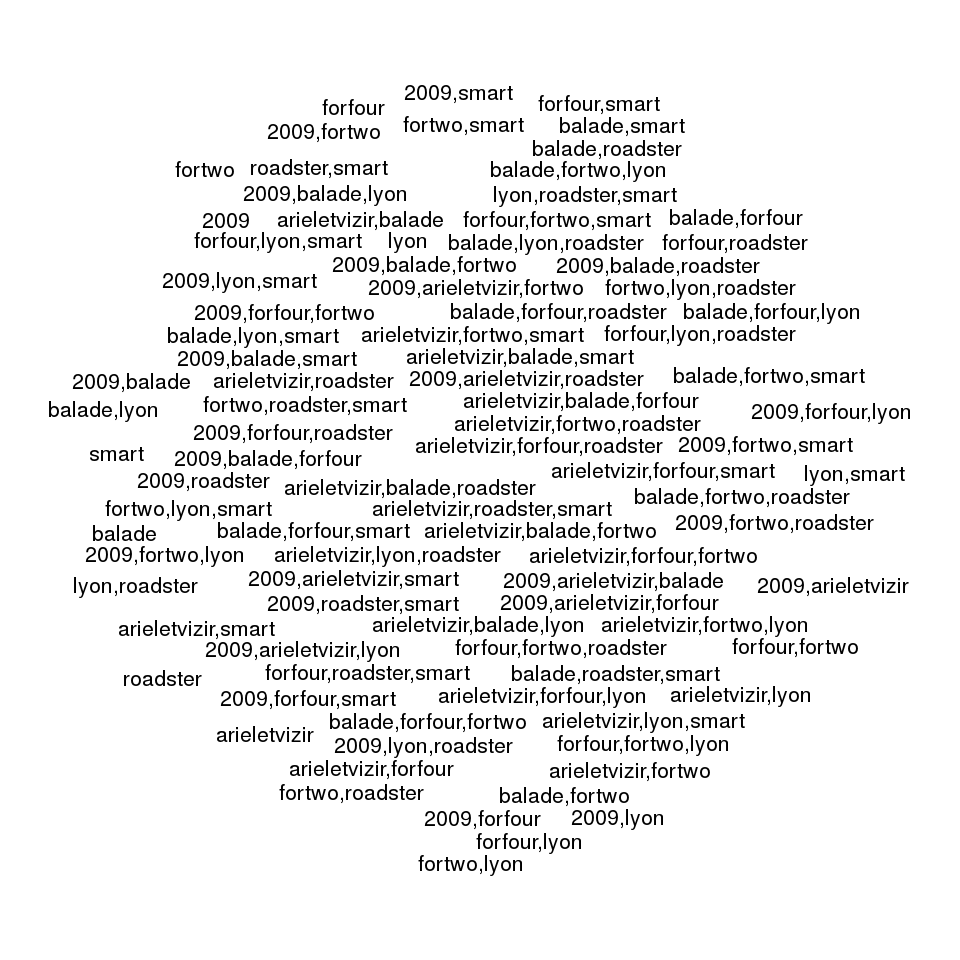 2009,smart
forfour forfour,smart
2009,fortwo fortwo,smart balade,smart
balade,roadster
fortwo roadster,smart balade,fortwo,lyon
2009,balade,lyon lyon,roadster,smart
2009 arieletvizir,balade forfour,fortwo,smart balade,forfour
forfour,lyon,smart lyon balade,lyon,roadster forfour,roadster
2009,balade,fortwo 2009,balade,roadster
2009,lyon,smart 2009,arieletvizir,fortwo fortwo,lyon,roadster
2009,forfour,fortwo balade,forfour,roadster balade,forfour,lyon
balade,lyon,smart arieletvizir,fortwo,smart forfour,lyon,roadster
2009,balade,smart arieletvizir,balade,smart
2009,balade arieletvizir,roadster 2009,arieletvizir,roadster balade,fortwo,smart
balade,lyon fortwo,roadster,smart arieletvizir,balade,forfour 2009,forfour,lyon
2009,forfour,roadster arieletvizir,fortwo,roadster
smart 2009,balade,forfour arieletvizir,forfour,roadster 2009,fortwo,smart
2009,roadster arieletvizir,balade,roadster arieletvizir,forfour,smart lyon,smart
fortwo,lyon,smart arieletvizir,roadster,smart balade,fortwo,roadster
balade balade,forfour,smart arieletvizir,balade,fortwo 2009,fortwo,roadster
2009,fortwo,lyon arieletvizir,lyon,roadster arieletvizir,forfour,fortwo
lyon,roadster 2009,arieletvizir,smart 2009,arieletvizir,balade 2009,arieletvizir
2009,roadster,smart 2009,arieletvizir,forfour
arieletvizir,smart arieletvizir,balade,lyon arieletvizir,fortwo,lyon
2009,arieletvizir,lyon forfour,fortwo,roadster forfour,fortwo
roadster forfour,roadster,smart balade,roadster,smart
2009,forfour,smart arieletvizir,forfour,lyon arieletvizir,lyon
arieletvizir balade,forfour,fortwo arieletvizir,lyon,smart
2009,lyon,roadster forfour,fortwo,lyon
arieletvizir,forfour arieletvizir,fortwo
fortwo,roadster balade,fortwo
2009,forfour 2009,lyon
forfour,lyon
fortwo,lyon